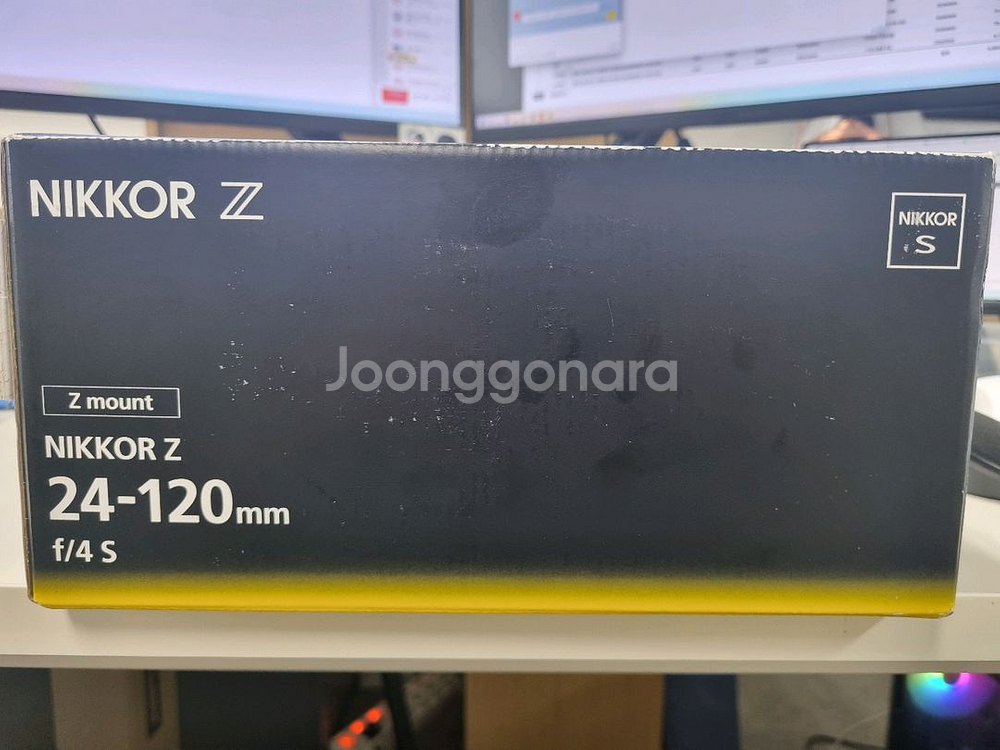 NIKKOR Z
NIKKOR
S
Joonggonara
Z mount
NIKKOR Z
24-120mm
f/4 S